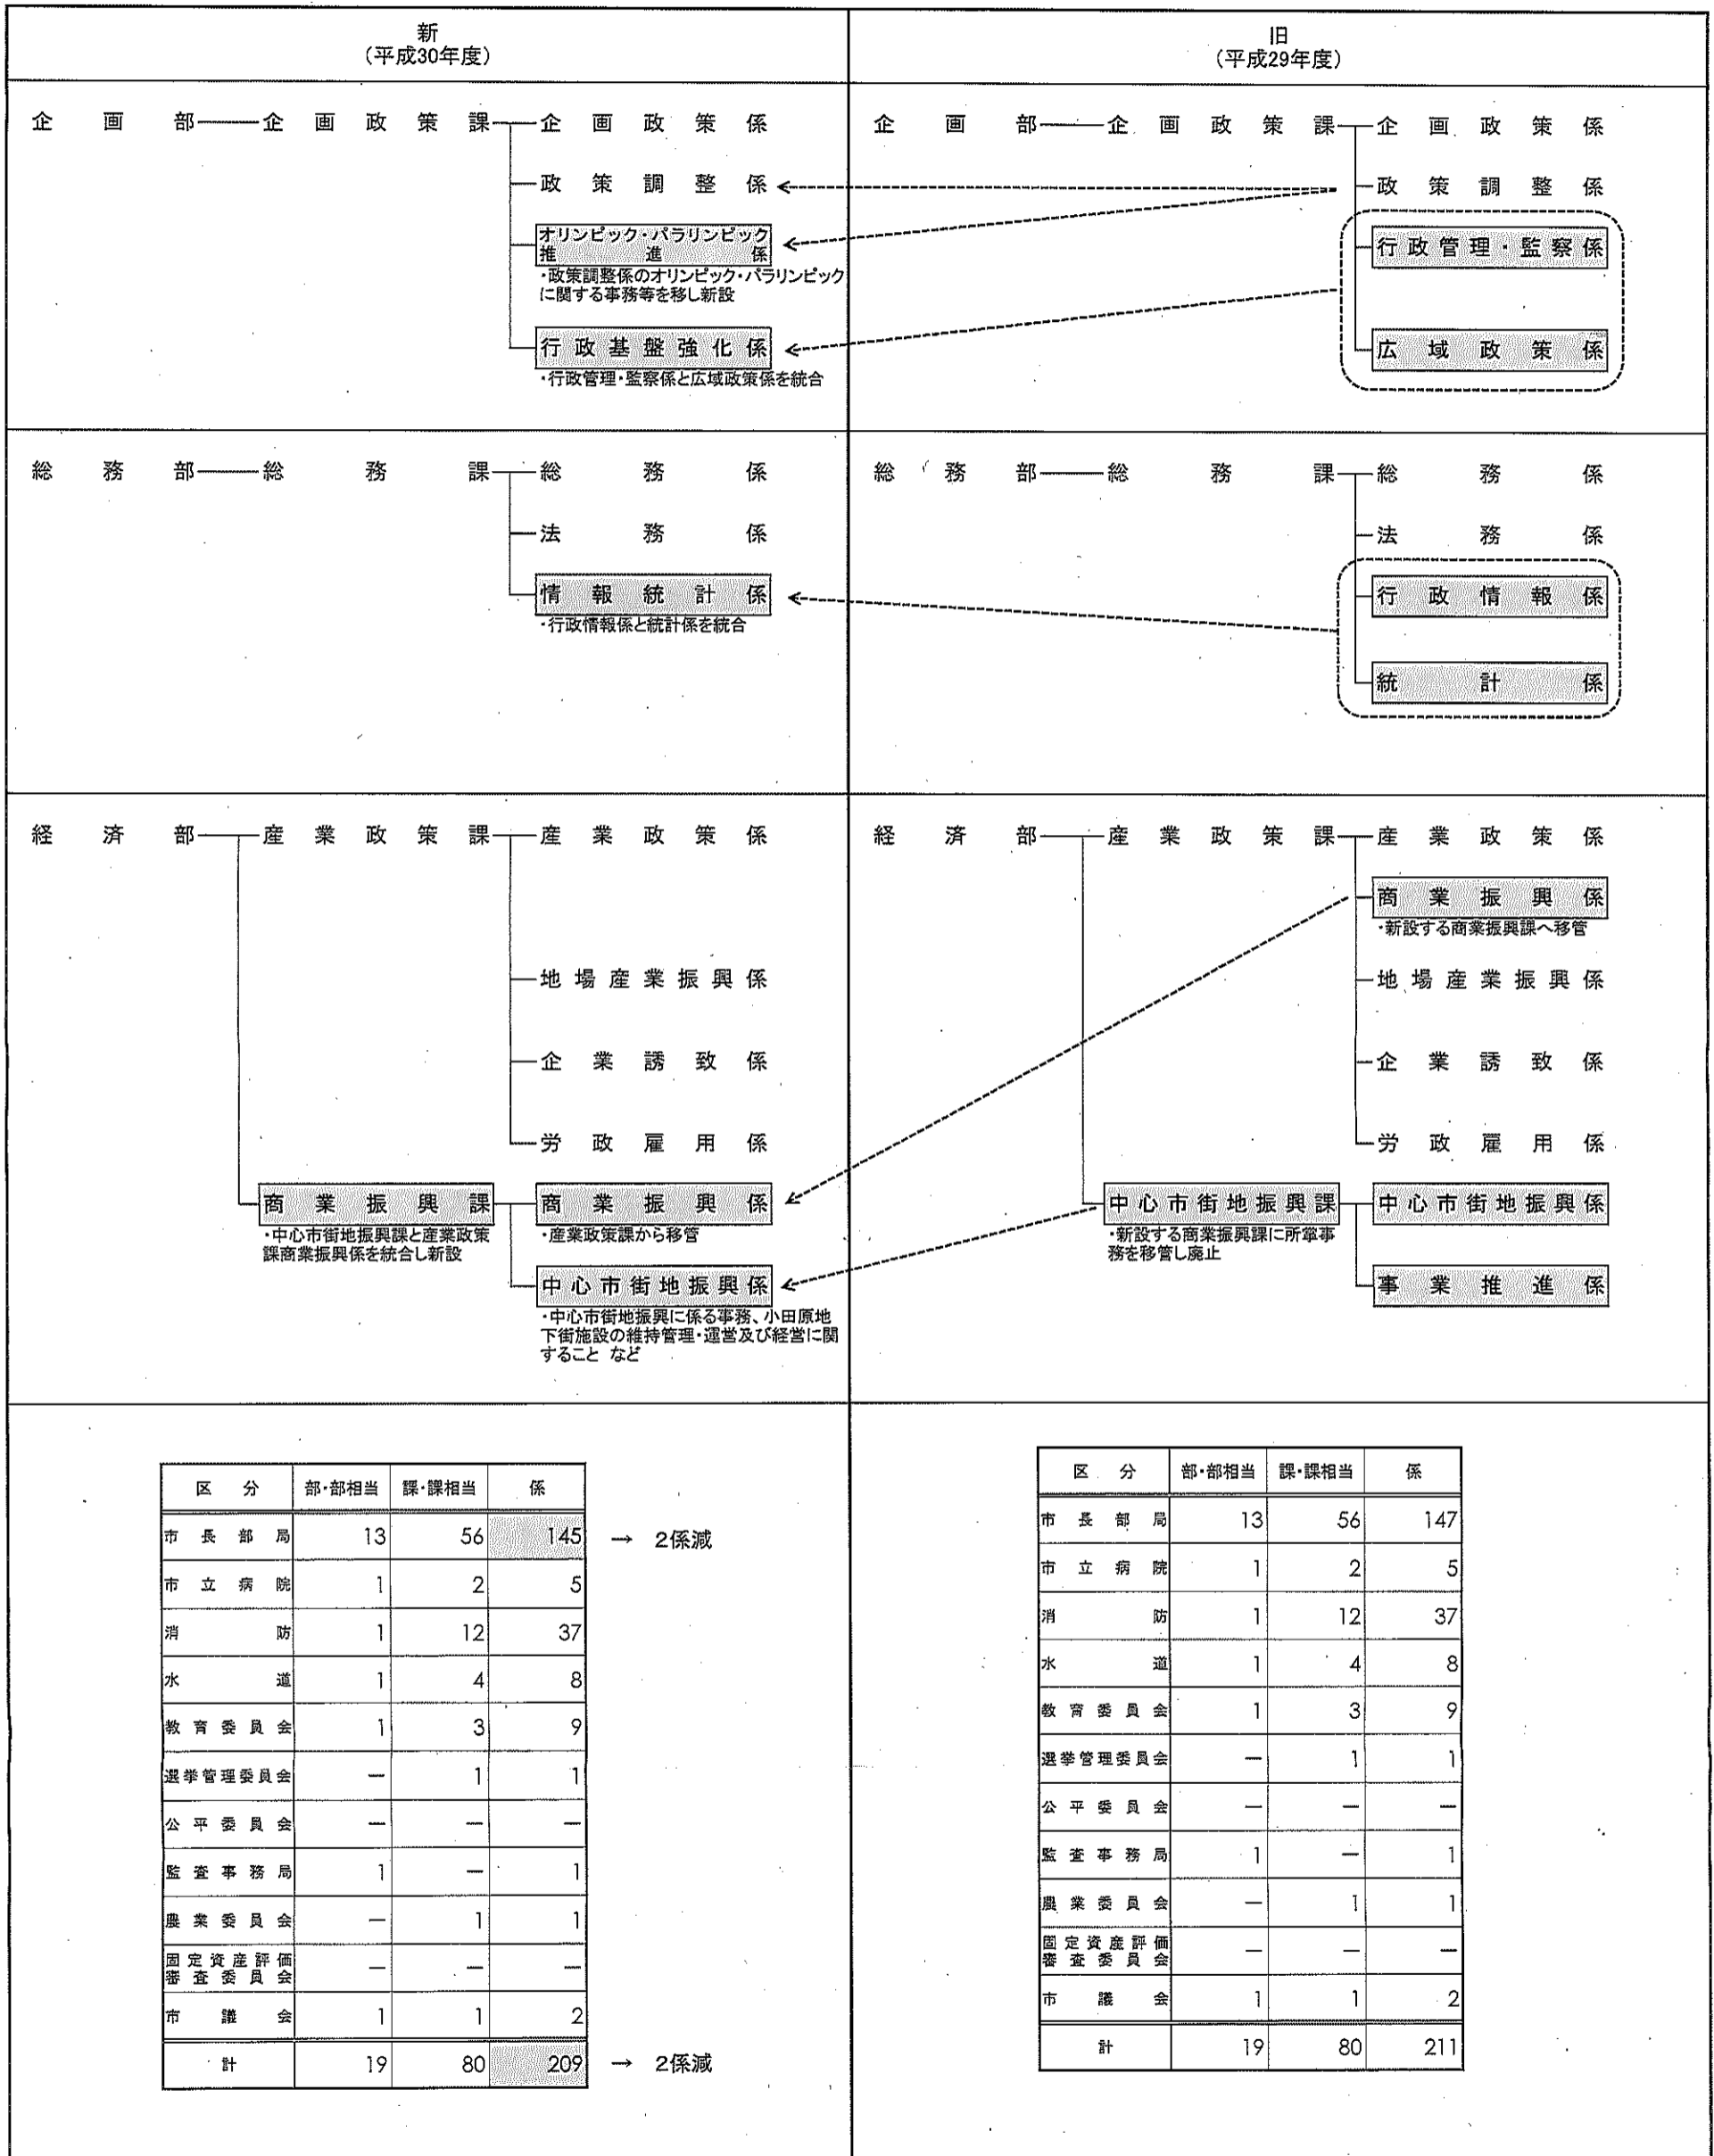 新
(平成30年度)
旧
(平成29年度)
企画部 企画政策課 企画政策係
政策調整係
オリンピック・パラリンピック
推進係
・政策調整係のオリンピック・パラリンピック
に関する事務等を移し新設
行政基盤強化係
・行政管理・監察係と広域政策係を統合
企画部 企画政策課 企画政策係
政策調整係
行政管理・監察係
広域政策係
総務部 総務課 総務係
法務係
情報統計係
・行政情報係と統計係を統合
総務部 総務課 総務係
法務係
行政情報係
統計係
経済部 産業政策課 産業政策係
地場産業振興係
企業誘致係
労政雇用係
商業振興課 商業振興係
・中心市街地振興課と産業政策
課商業振興係を統合し新設
・産業政策課から移管
中心市街地振興係
・中心市街地振興に係る事務、小田原地
下街施設の維持管理・運営及び経営に関
すること など
経済部 産業政策課 産業政策係
商業振興係
・新設する商業振興課へ移管
地場産業振興係
企業誘致係
労政雇用係
中心市街地振興課 中心市街地振興係
・新設する商業振興課に所掌事
務を移管し廃止
事業推進係
区分 部・部相当 課・課相当 係
市長部局 13 56 145 → 2係減
市立病院 1 2 5
消防 1 12 37
水道 1 4 8
教育委員会 1 3 9
選挙管理委員会 — 1 1
公平委員会 — — —
監査事務局 1 — 1
農業委員会 — 1 1
固定資産評価
審査委員会 — — —
市議会 1 1 2
計 19 80 209 → 2係減
区分 部・部相当 課・課相当 係
市長部局 13 56 147
市立病院 1 2 5
消防 1 12 37
水道 1 4 8
教育委員会 1 3 9
選挙管理委員会 — 1 1
公平委員会 — — —
監査事務局 1 — 1
農業委員会 — 1 1
固定資産評価
審査委員会 — — —
市議会 1 1 2
計 19 80 211